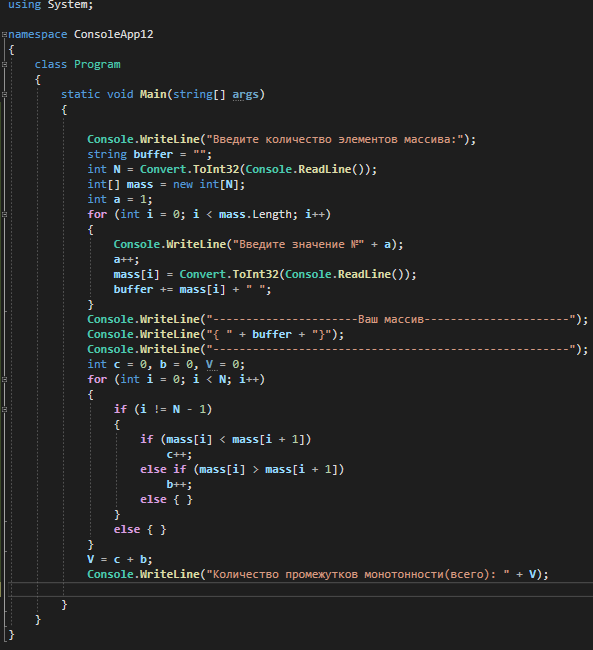 using System;
namespace ConsoleApp12
{
class Program
{
static void Main(string[] args)
{
Console.WriteLine("Введите количество элементов массива:");
string buffer = "";
int N = Convert.ToInt32(Console.ReadLine());
int[] mass = new int[N];
int a = 1;
for (int i = 0; i < mass.Length; i++)
{
Console.WriteLine("Введите значение №" + a);
a++;
mass[i] = Convert.ToInt32(Console.ReadLine());
buffer += mass[i] + " ";
}
Console.WriteLine("----------------------Ваш массив----------------------");
Console.WriteLine("{ " + buffer + "}");
Console.WriteLine("------------------------------------------------------");
int c = 0, b = 0, V = 0;
for (int i = 0; i < N; i++)
{
if (i != N - 1)
{
if (mass[i] < mass[i + 1])
c++;
else if (mass[i] > mass[i + 1])
b++;
else { }
}
else { }
}
V = c + b;
Console.WriteLine("Количество промежутков монотонности(всего): " + V);
}
}
}